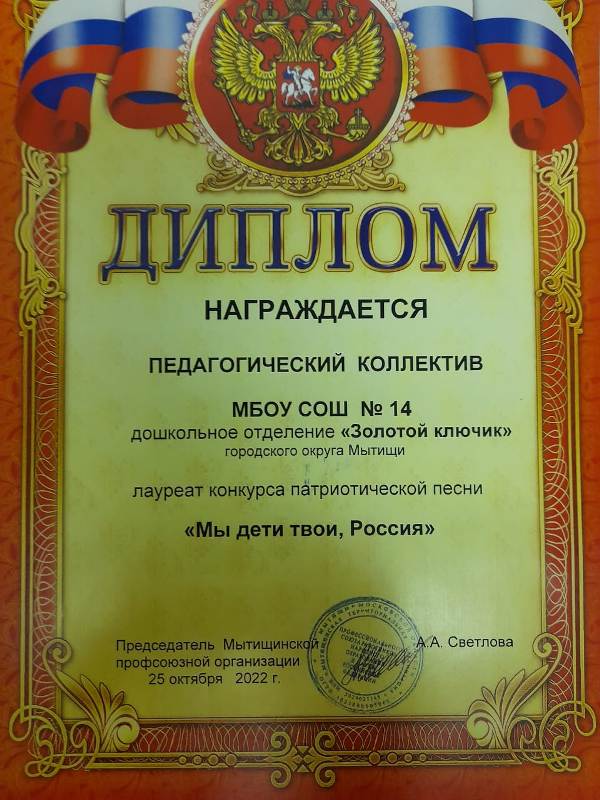 ДИПЛОМ
НАГРАЖДАЕТСЯ
ПЕДАГОГИЧЕСКИЙ КОЛЛЕКТИВ
МБОУ СОШ № 14
дошкольное отделение «Золотой ключик»
городского округа Мытищи
лауреат конкурса патриотической песни
«Мы дети твои, Россия»
Председатель Мытищинской А.А. Светлова
профсоюзной организации
25 октября 2022 г.